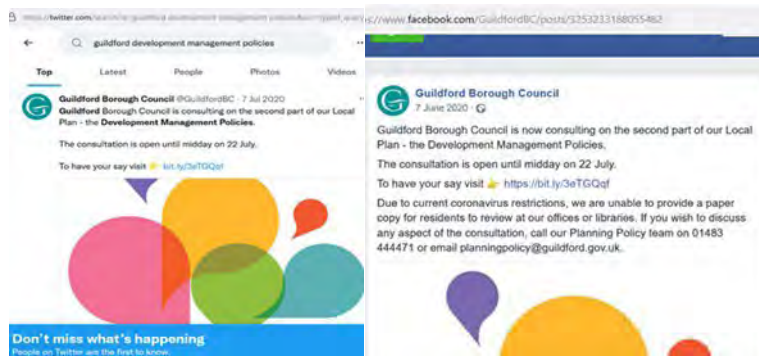 guildford development management policies
Top Latest People Photos Videos
Guildford Borough Council @GuildfordBC · 7 Jul 2020
Guildford Borough Council is consulting on the second part of our Local
Plan - the Development Management Policies.
The consultation is open until midday on 22 July.
To have your say visit 👉 bit.ly/3eTGQqf
Don't miss what's happening
People on Twitter are the first to know.
www.facebook.com/GuildfordBC/posts/
Guildford Borough Council
7 June 2020 ·
Guildford Borough Council is now consulting on the second part of our Local
Plan - the Development Management Policies.
The consultation is open until midday on 22 July.
To have your say visit 👉 https://bit.ly/3eTGQqf
Due to current coronavirus restrictions, we are unable to provide a paper
copy for residents to review at our offices or libraries. If you wish to discuss
any aspect of the consultation, call our Planning Policy team on 01483
444471 or email planningpolicy@guildford.gov.uk.